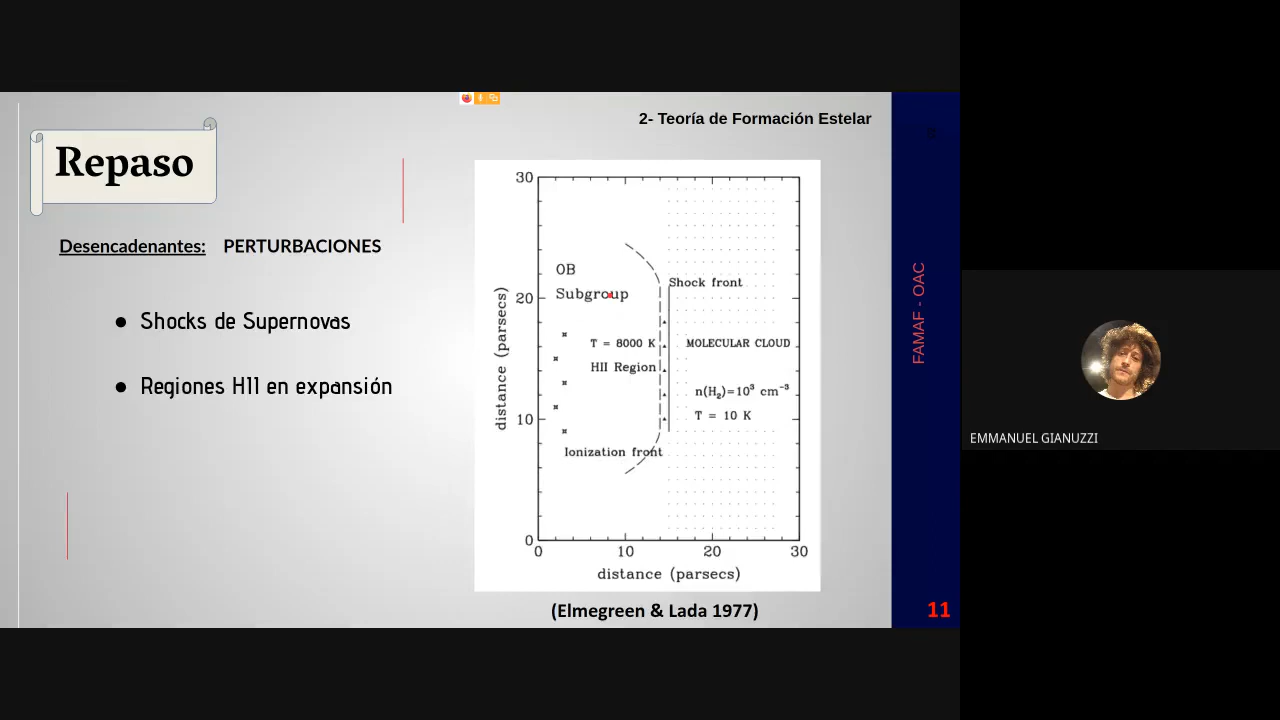 2- Teoría de Formación Estelar
Repaso
Desencadenantes: PERTURBACIONES
● Shocks de Supernovas
● Regiones HII en expansión
30
20
10
0
0 10 20 30
distance (parsecs)
distance (parsecs)
OB
Subgroup
Shock front
T = 8000 K
HII Region
MOLECULAR CLOUD
n(H₂)=10³ cm⁻³
T = 10 K
Ionization front
(Elmegreen & Lada 1977)
FAMAF - OAC
11
EMMANUEL GIANUZZI